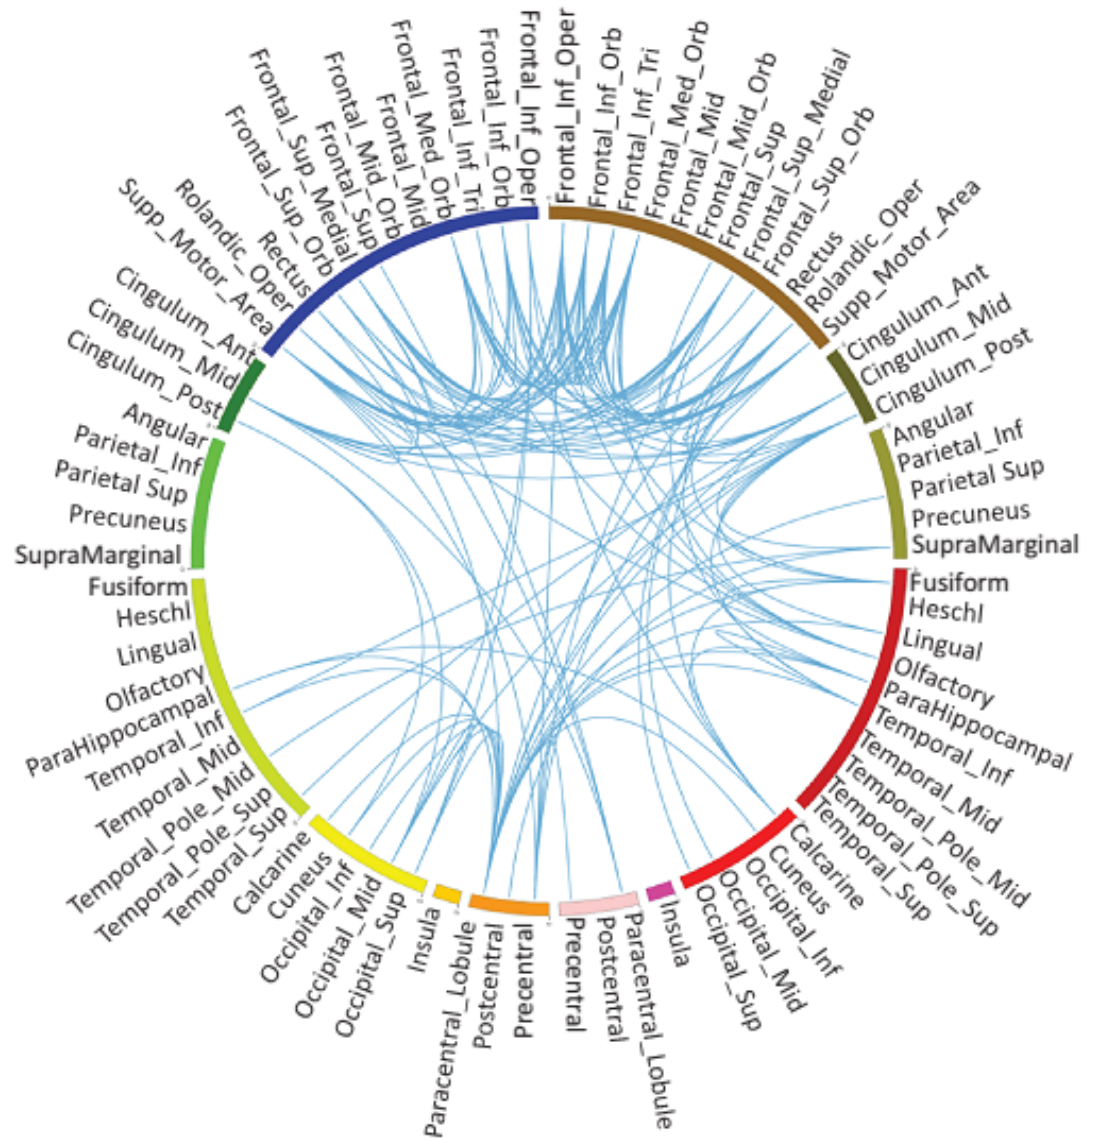 Frontal_Inf_Oper
Frontal_Inf_Orb
Frontal_Inf_Tri
Frontal_Med_Orb
Frontal_Mid
Frontal_Mid_Orb
Frontal_Sup
Frontal_Sup_Medial
Frontal_Sup_Orb
Rectus
Rolandic_Oper
Supp_Motor_Area
Cingulum_Ant
Cingulum_Mid
Cingulum_Post
Angular
Parietal_Inf
Parietal Sup
Precuneus
SupraMarginal
Fusiform
Heschl
Lingual
Olfactory
ParaHippocampal
Temporal_Inf
Temporal_Mid
Temporal_Pole_Mid
Temporal_Pole_Sup
Temporal_Sup
Calcarine
Cuneus
Occipital_Inf
Occipital_Mid
Occipital_Sup
Insula
Paracentral_Lobule
Postcentral
Precentral
Precentral
Postcentral
Paracentral_Lobule
Insula
Occipital_Sup
Occipital_Mid
Occipital_Inf
Cuneus
Calcarine
Temporal_Sup
Temporal_Pole_Sup
Temporal_Pole_Mid
Temporal_Mid
Temporal_Inf
ParaHippocampal
Olfactory
Lingual
Heschl
Fusiform
SupraMarginal
Precuneus
Parietal Sup
Parietal_Inf
Angular
Cingulum_Post
Cingulum_Mid
Cingulum_Ant
Supp_Motor_Area
Rolandic_Oper
Rectus
Frontal_Sup_Orb
Frontal_Sup_Medial
Frontal_Sup
Frontal_Mid_Orb
Frontal_Mid
Frontal_Med_Orb
Frontal_Inf_Tri
Frontal_Inf_Orb
Frontal_Inf_Oper